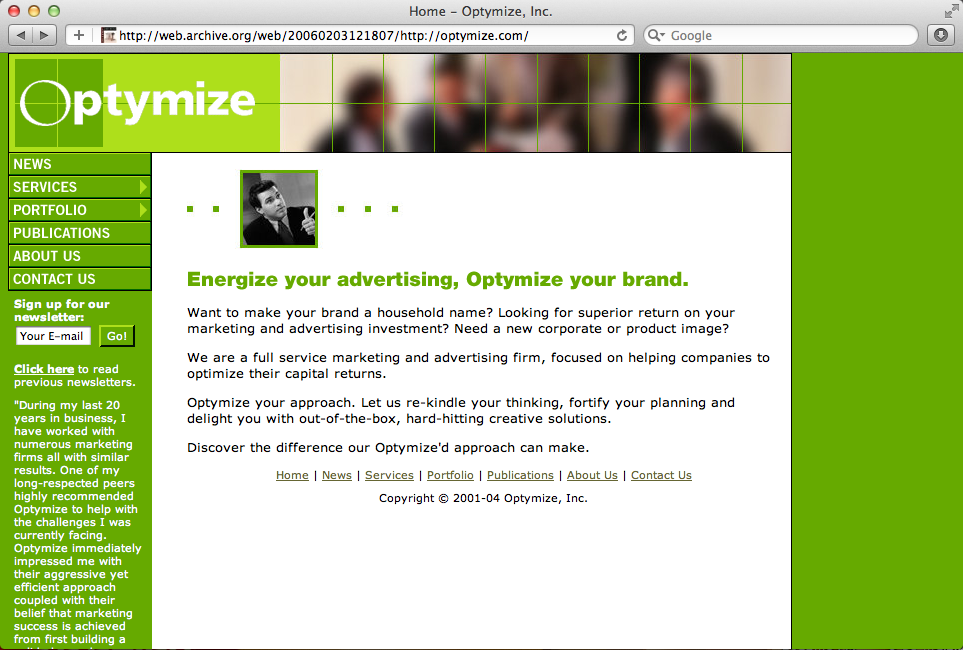 Home – Optymize, Inc.
http://web.archive.org/web/20060203121807/http://optymize.com/
Google
Optymize
NEWS
SERVICES
PORTFOLIO
PUBLICATIONS
ABOUT US
CONTACT US
Sign up for our
newsletter:
Your E-mail Go!
Click here to read
previous newsletters.
"During my last 20
years in business, I
have worked with
numerous marketing
firms all with similar
results. One of my
long-respected peers
highly recommended
Optymize to help with
the challenges I was
currently facing.
Optymize immediately
impressed me with
their aggressive yet
efficient approach
coupled with their
belief that marketing
success is achieved
from first building a
Energize your advertising, Optymize your brand.
Want to make your brand a household name? Looking for superior return on your
marketing and advertising investment? Need a new corporate or product image?
We are a full service marketing and advertising firm, focused on helping companies to
optimize their capital returns.
Optymize your approach. Let us re-kindle your thinking, fortify your planning and
delight you with out-of-the-box, hard-hitting creative solutions.
Discover the difference our Optymize'd approach can make.
Home | News | Services | Portfolio | Publications | About Us | Contact Us
Copyright © 2001-04 Optymize, Inc.